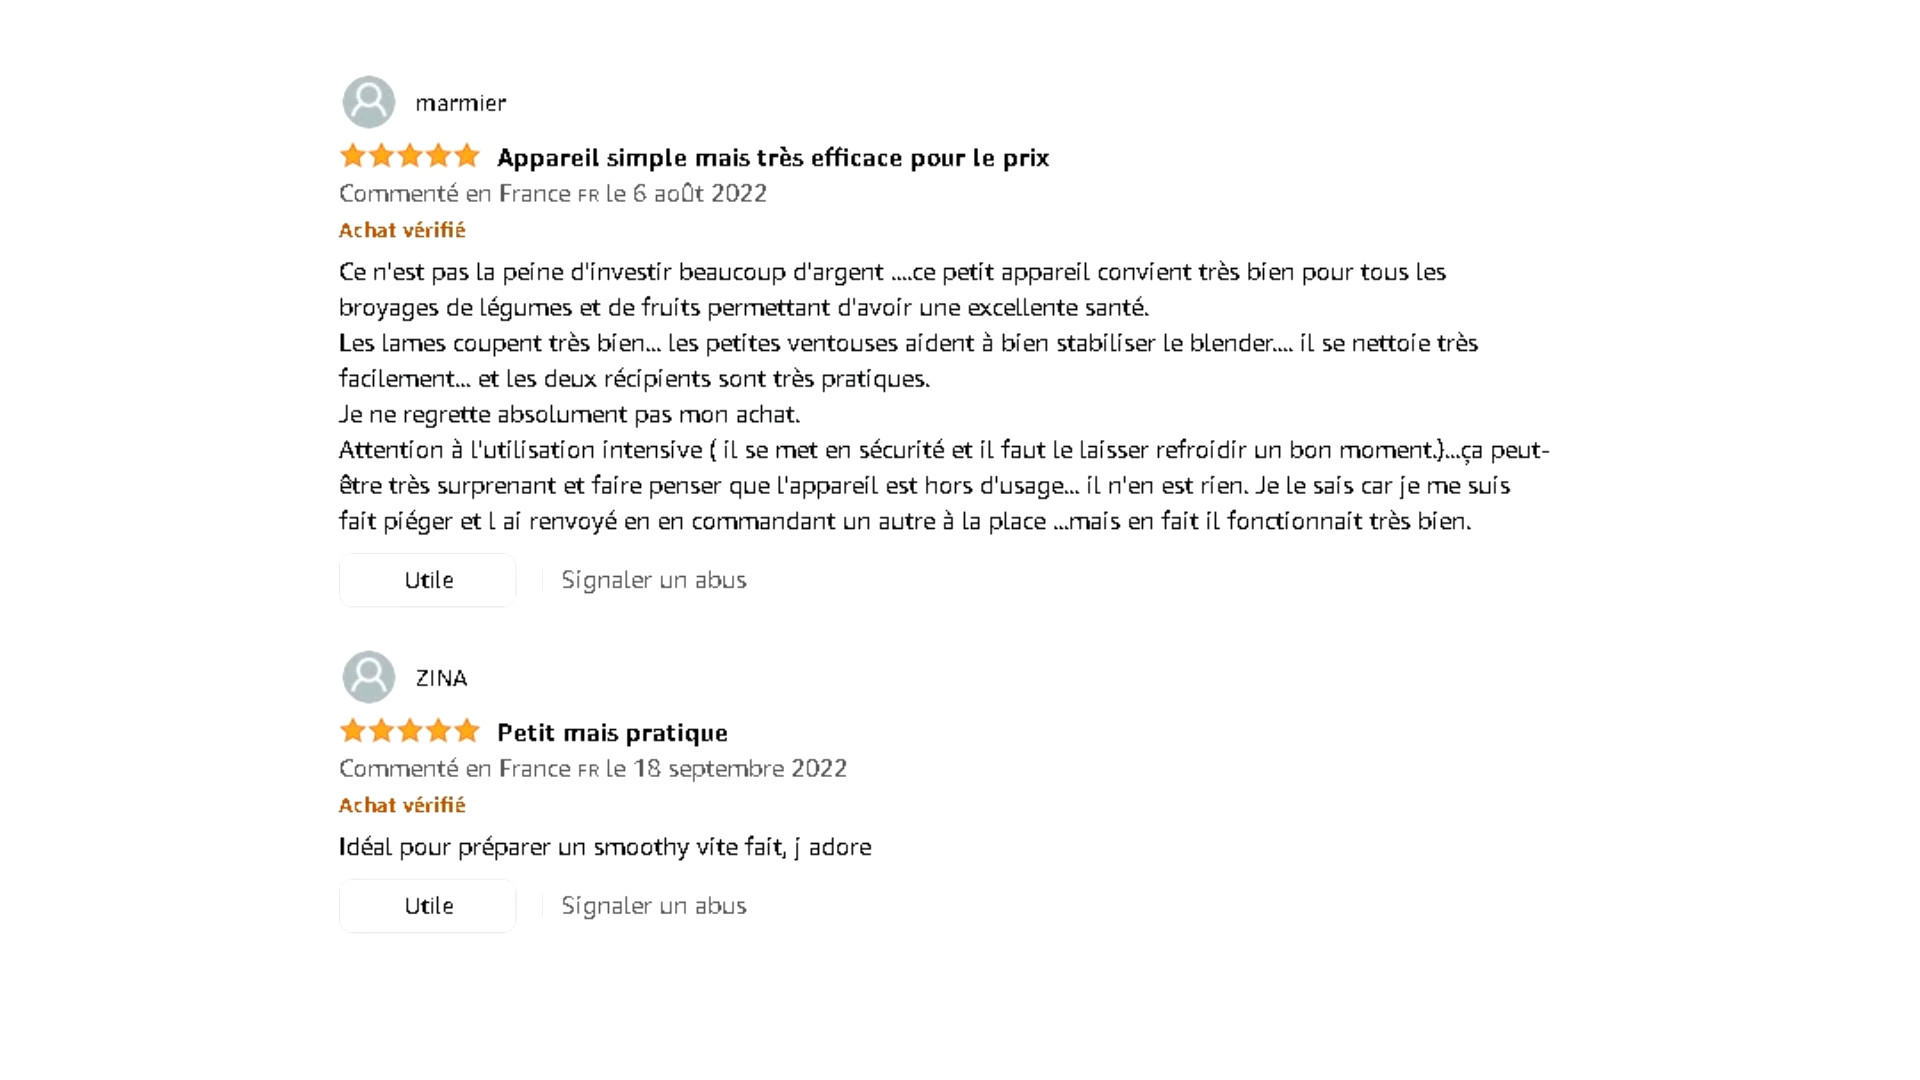 marmier
Appareil simple mais très efficace pour le prix
Commenté en France FR le 6 août 2022
Achat vérifié
Ce n'est pas la peine d'investir beaucoup d'argent ....ce petit appareil convient très bien pour tous les
broyages de légumes et de fruits permettant d'avoir une excellente santé.
Les lames coupent très bien... les petites ventouses aident à bien stabiliser le blender.... il se nettoie très
facilement... et les deux récipients sont très pratiques.
Je ne regrette absolument pas mon achat.
Attention à l'utilisation intensive ( il se met en sécurité et il faut le laisser refroidir un bon moment.)...ça peut-
être très surprenant et faire penser que l'appareil est hors d'usage... il n'en est rien. Je le sais car je me suis
fait piéger et l ai renvoyé en en commandant un autre à la place ...mais en fait il fonctionnait très bien.
Utile
Signaler un abus
ZINA
Petit mais pratique
Commenté en France FR le 18 septembre 2022
Achat vérifié
Idéal pour préparer un smoothy vite fait, j adore
Utile
Signaler un abus